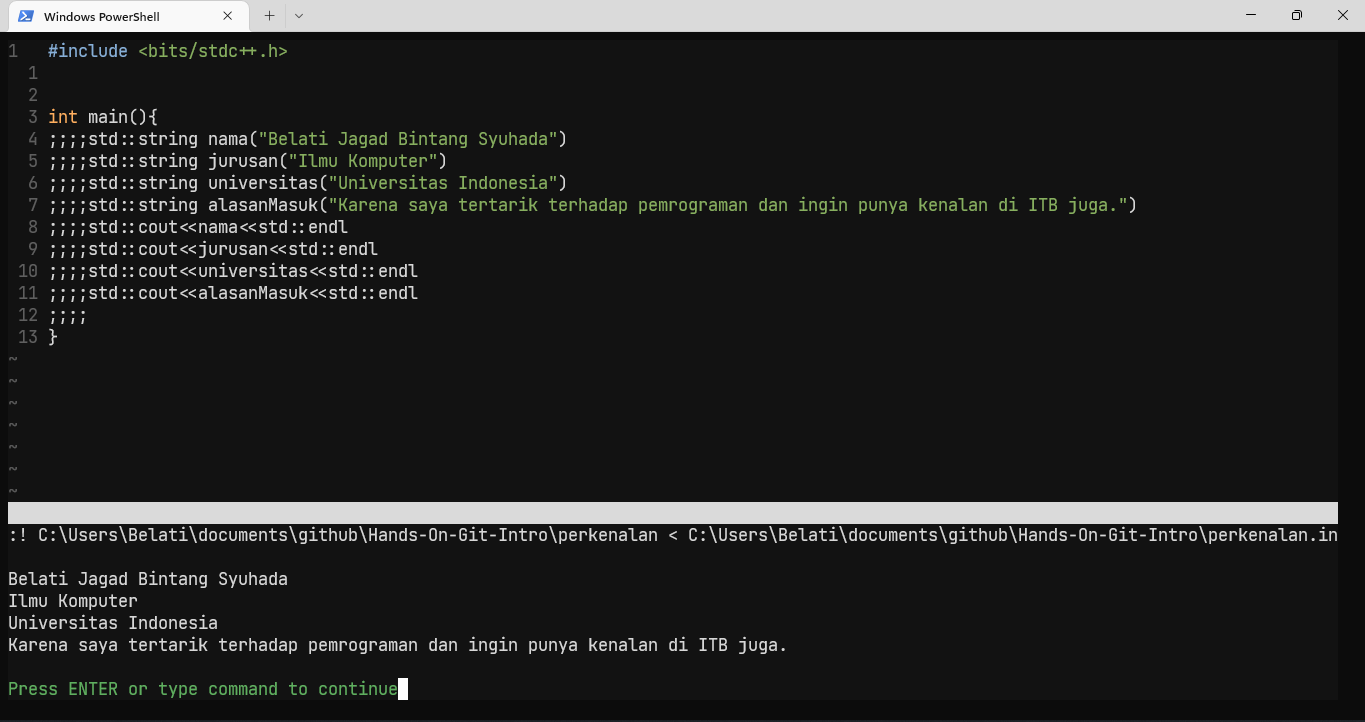 Windows PowerShell
1 #include <bits/stdc++.h>
1
2
3 int main(){
4 ;;;;std::string nama("Belati Jagad Bintang Syuhada")
5 ;;;;std::string jurusan("Ilmu Komputer")
6 ;;;;std::string universitas("Universitas Indonesia")
7 ;;;;std::string alasanMasuk("Karena saya tertarik terhadap pemrograman dan ingin punya kenalan di ITB juga.")
8 ;;;;std::cout<<nama<<std::endl
9 ;;;;std::cout<<jurusan<<std::endl
10 ;;;;std::cout<<universitas<<std::endl
11 ;;;;std::cout<<alasanMasuk<<std::endl
12 ;;;;
13 }
~
~
~
~
~
~
~
:! C:\Users\Belati\documents\github\Hands-On-Git-Intro\perkenalan < C:\Users\Belati\documents\github\Hands-On-Git-Intro\perkenalan.in
Belati Jagad Bintang Syuhada
Ilmu Komputer
Universitas Indonesia
Karena saya tertarik terhadap pemrograman dan ingin punya kenalan di ITB juga.
Press ENTER or type command to continue